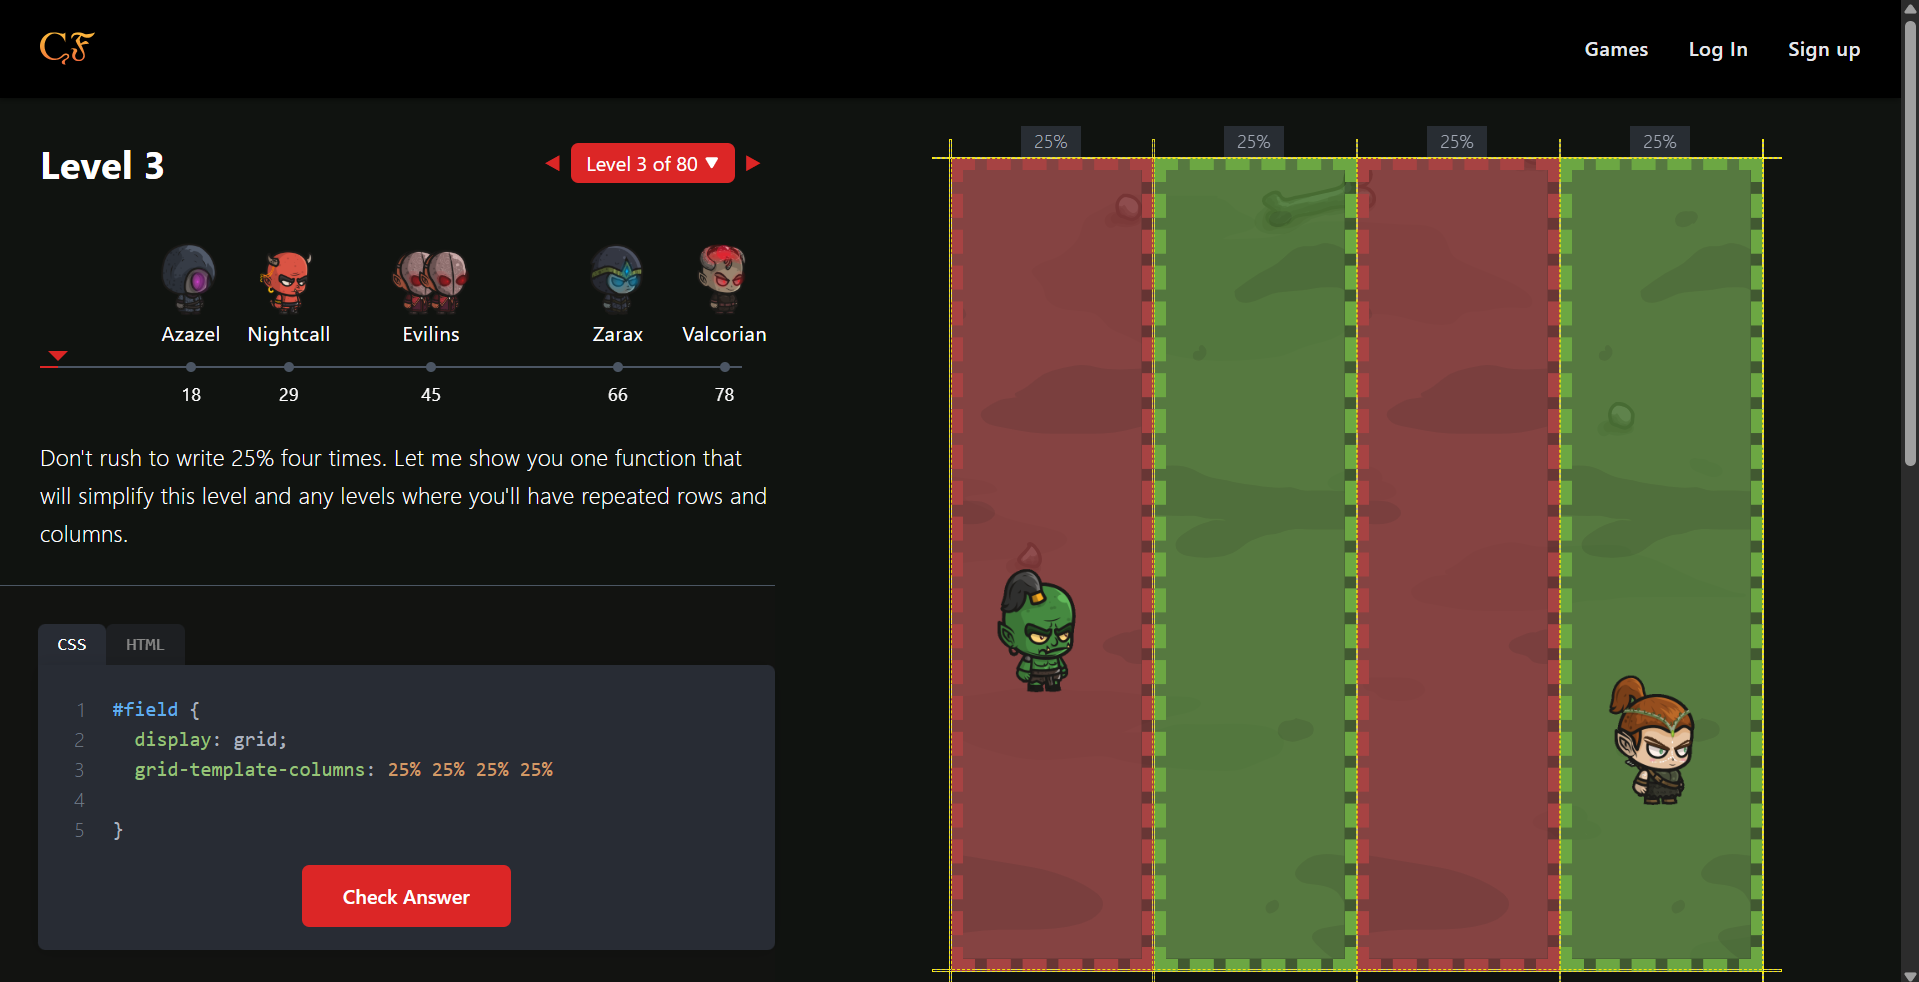 CF
Games
Log In
Sign up
Level 3
Level 3 of 80 ▼
Azazel
Nightcall
Evilins
Zarax
Valcorian
18
29
45
66
78
Don't rush to write 25% four times. Let me show you one function that
will simplify this level and any levels where you'll have repeated rows and
columns.
CSS
HTML
1 #field {
2 display: grid;
3 grid-template-columns: 25% 25% 25% 25%
4
5 }
Check Answer
25%
25%
25%
25%